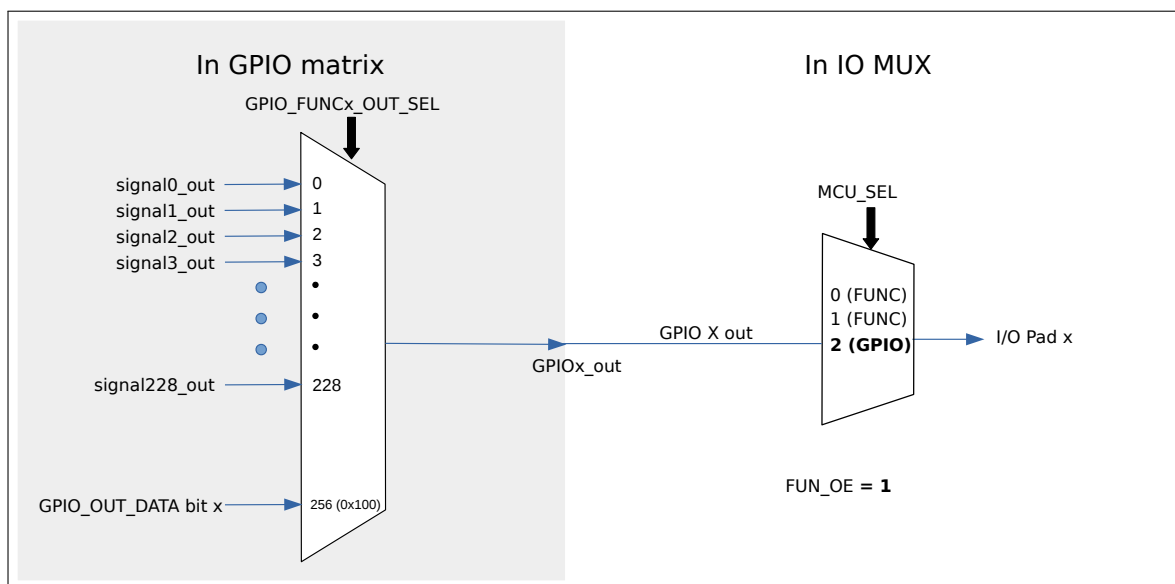 In GPIO matrix
In IO MUX
GPIO_FUNCx_OUT_SEL
MCU_SEL
signal0_out
0
signal1_out
1
signal2_out
2
signal3_out
3
0 (FUNC)
1 (FUNC)
2 (GPIO)
GPIO X out
I/O Pad x
GPIOx_out
signal228_out
228
GPIO_OUT_DATA bit x
256 (0x100)
FUN_OE = 1